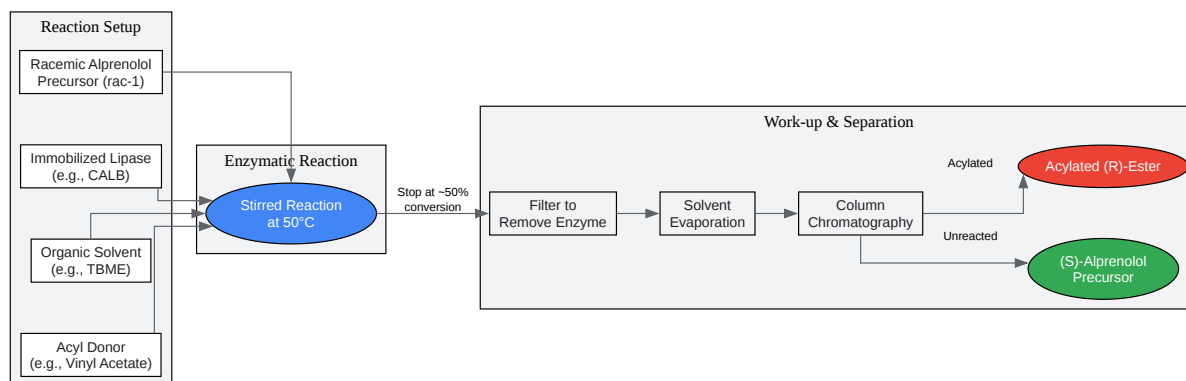 Reaction Setup
Racemic Alprenolol
Precursor (rac-1)
Immobilized Lipase
(e.g., CALB)
Organic Solvent
(e.g., TBME)
Acyl Donor
(e.g., Vinyl Acetate)
Enzymatic Reaction
Stirred Reaction
at 50°C
Stop at ~50%
conversion
Work-up & Separation
Filter to
Remove Enzyme
Solvent
Evaporation
Column
Chromatography
Acylated
Acylated (R)-Ester
Unreacted
(S)-Alprenolol
Precursor